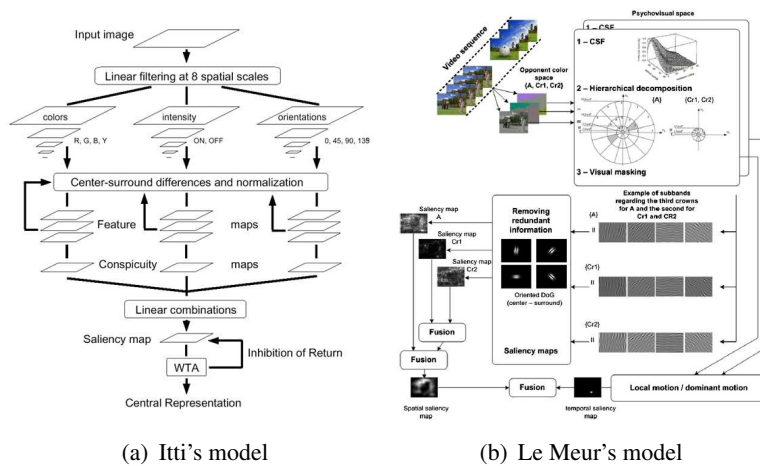 Input image
Linear filtering at 8 spatial scales
colors
intensity
orientations
R, G, B, Y
ON, OFF
0, 45, 90, 135
Center-surround differences and normalization
Feature maps
Conspicuity maps
Linear combinations
Saliency map
Inhibition of Return
WTA
Central Representation
(a) Itti's model
Video sequence
Opponent color
space
{A, Cr1, Cr2}
Psychovisual space
1 – CSF
1 – CSF
2 – Hierarchical decomposition
{A}
{Cr1, Cr2}
3 – Visual masking
Example of subbands
regarding the third crowns
for A and the second for
Cr1 and CR2
Saliency map
A
Saliency map
Cr1
Saliency map
Cr2
Removing
redundant
information
Oriented DoG
(center – surround)
Saliency maps
{A}
{Cr1}
{Cr2}
Fusion
Fusion
Spatial saliency
map
Fusion
temporal saliency
map
Local motion / dominant motion
(b) Le Meur's model